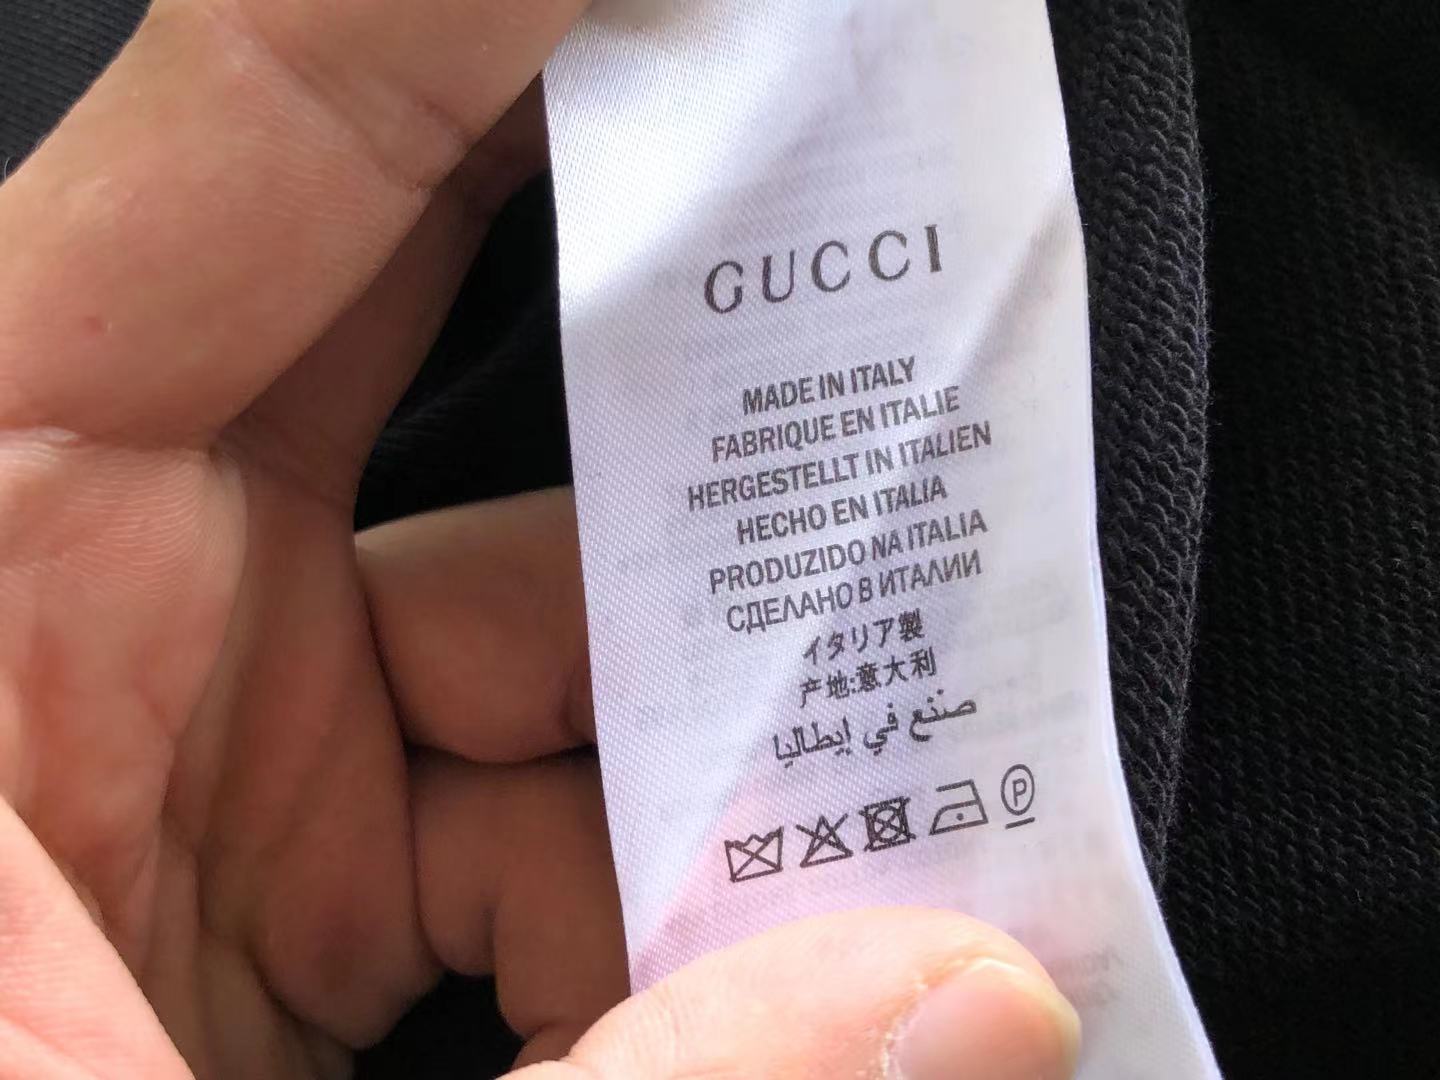 GUCCI
MADE IN ITALY
FABRIQUE EN ITALIE
HERGESTELLT IN ITALIEN
HECHO EN ITALIA
PRODUZIDO NA ITALIA
СДЕЛАНО В ИТАЛИИ
イタリア製
产地:意大利
صنع في إيطاليا
P